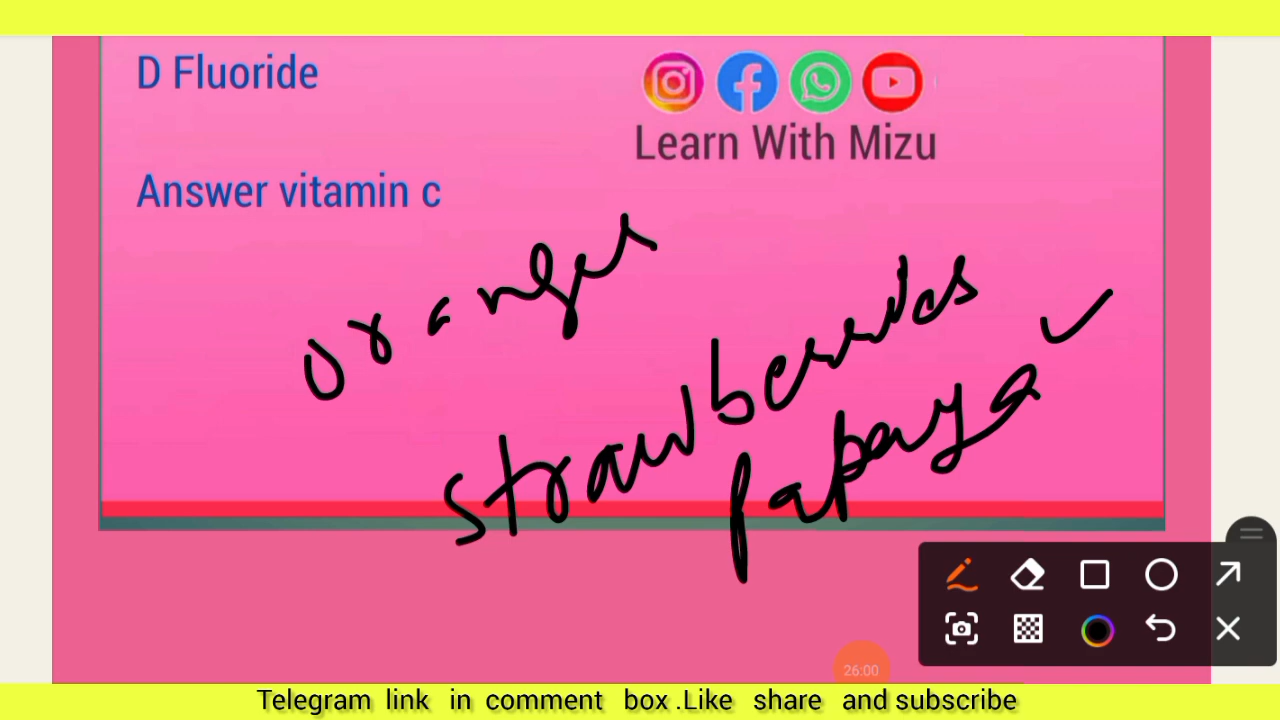 D Fluoride
Learn With Mizu
Answer vitamin c
oranges
strawberries
papaya
26:00
Telegram link in comment box .Like share and subscribe